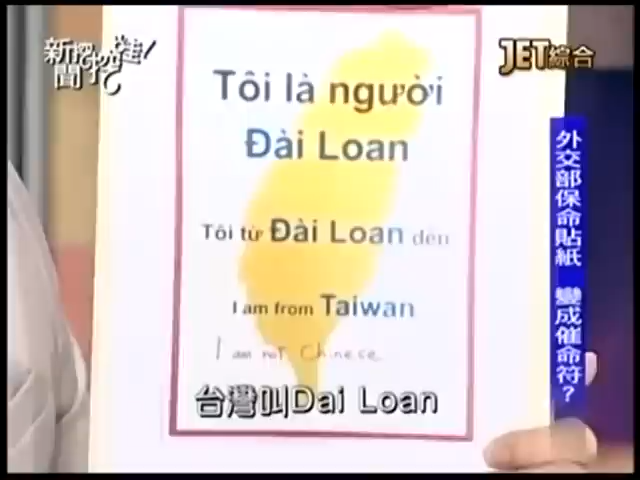 新聞挖挖哇!
JET綜合
Tôi là người
Đài Loan
Tôi từ Đài Loan đến
I am from Taiwan
I am not Chinese
台灣叫Dai Loan
外交部保命貼紙 變成催命符?